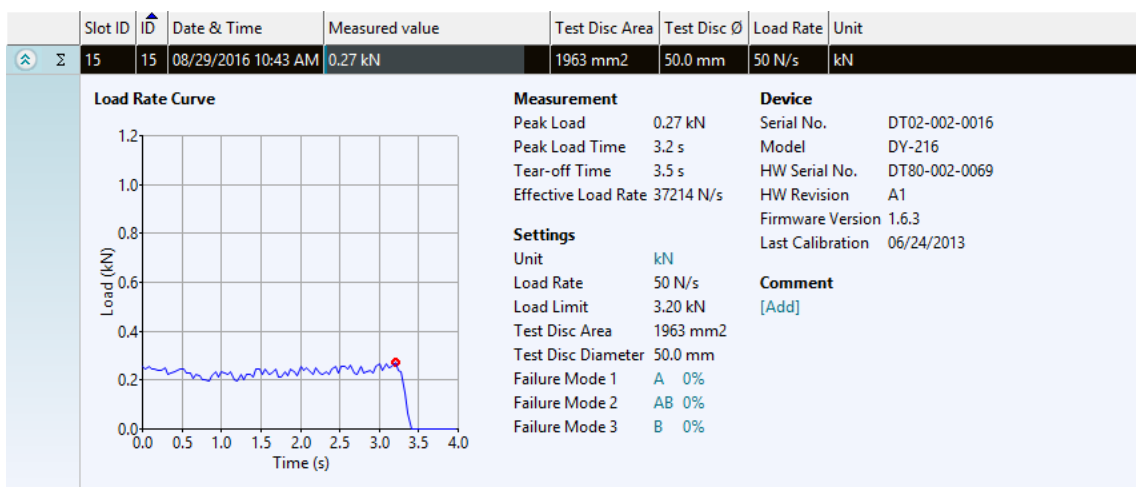 Slot ID ID Date & Time Measured value Test Disc Area Test Disc Ø Load Rate Unit
Σ 15 15 08/29/2016 10:43 AM 0.27 kN 1963 mm2 50.0 mm 50 N/s kN
Load Rate Curve
1.2
1.0
0.8
0.6
0.4
0.2
0.0
Load (kN)
0.0 0.5 1.0 1.5 2.0 2.5 3.0 3.5 4.0
Time (s)
Measurement
Peak Load 0.27 kN
Peak Load Time 3.2 s
Tear-off Time 3.5 s
Effective Load Rate 37214 N/s
Settings
Unit kN
Load Rate 50 N/s
Load Limit 3.20 kN
Test Disc Area 1963 mm2
Test Disc Diameter 50.0 mm
Failure Mode 1 A 0%
Failure Mode 2 AB 0%
Failure Mode 3 B 0%
Device
Serial No. DT02-002-0016
Model DY-216
HW Serial No. DT80-002-0069
HW Revision A1
Firmware Version 1.6.3
Last Calibration 06/24/2013
Comment
[Add]